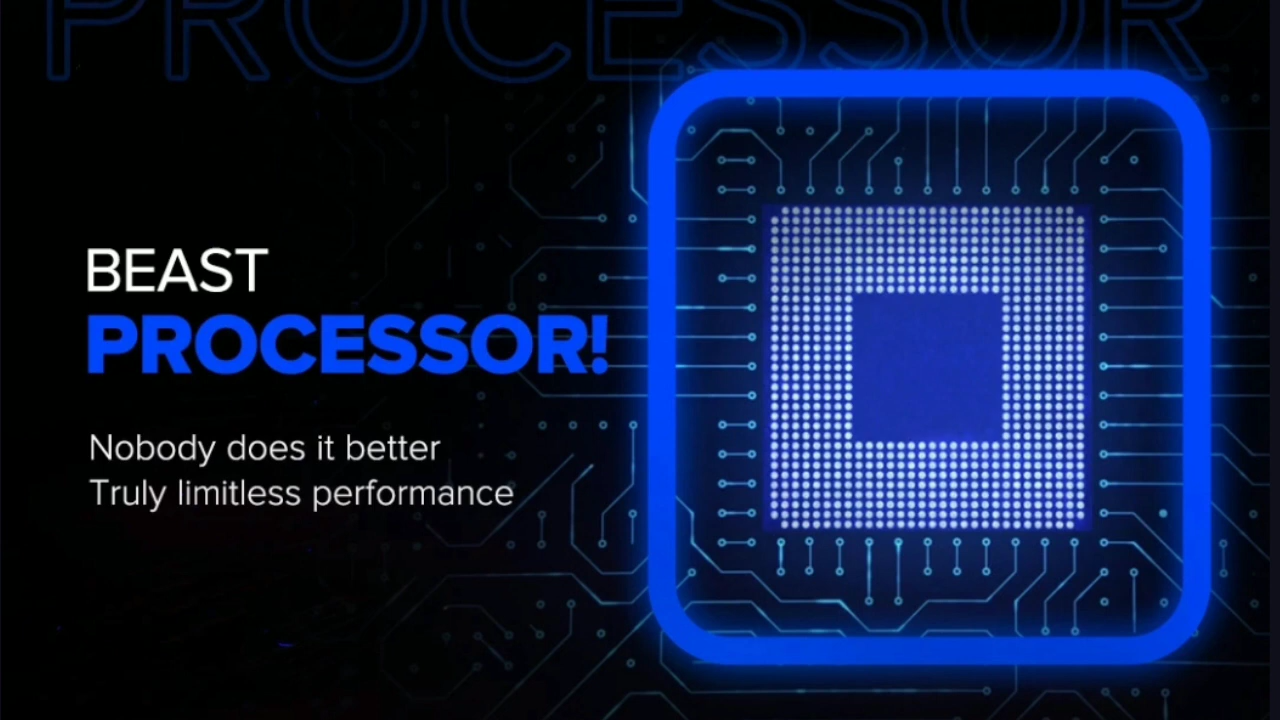 PROCESSOR
BEAST
PROCESSOR!
Nobody does it better
Truly limitless performance